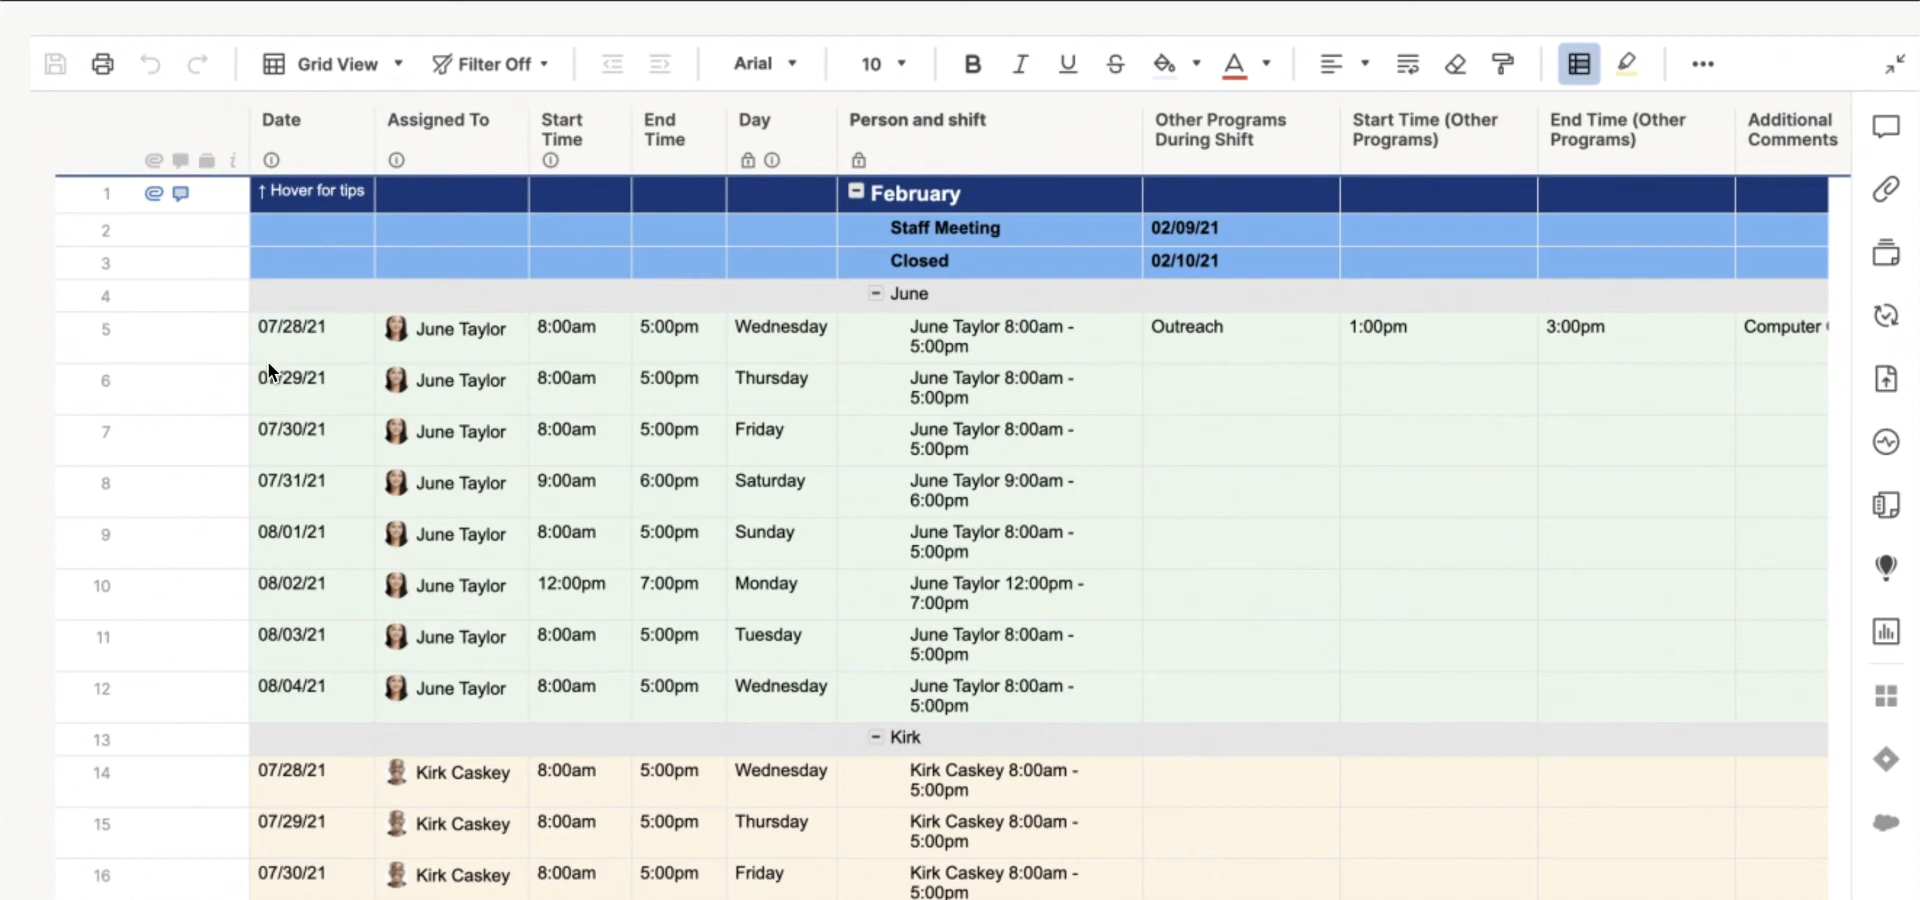 Grid View Filter Off Arial 10 B I U S A
Date Assigned To Start Time End Time Day Person and shift Other Programs During Shift Start Time (Other Programs) End Time (Other Programs) Additional Comments
1 ↑ Hover for tips February
2 Staff Meeting 02/09/21
3 Closed 02/10/21
4 June
5 07/28/21 June Taylor 8:00am 5:00pm Wednesday June Taylor 8:00am - 5:00pm Outreach 1:00pm 3:00pm Computer
6 /29/21 June Taylor 8:00am 5:00pm Thursday June Taylor 8:00am - 5:00pm
7 07/30/21 June Taylor 8:00am 5:00pm Friday June Taylor 8:00am - 5:00pm
8 07/31/21 June Taylor 9:00am 6:00pm Saturday June Taylor 9:00am - 6:00pm
9 08/01/21 June Taylor 8:00am 5:00pm Sunday June Taylor 8:00am - 5:00pm
10 08/02/21 June Taylor 12:00pm 7:00pm Monday June Taylor 12:00pm - 7:00pm
11 08/03/21 June Taylor 8:00am 5:00pm Tuesday June Taylor 8:00am - 5:00pm
12 08/04/21 June Taylor 8:00am 5:00pm Wednesday June Taylor 8:00am - 5:00pm
13 Kirk
14 07/28/21 Kirk Caskey 8:00am 5:00pm Wednesday Kirk Caskey 8:00am - 5:00pm
15 07/29/21 Kirk Caskey 8:00am 5:00pm Thursday Kirk Caskey 8:00am - 5:00pm
16 07/30/21 Kirk Caskey 8:00am 5:00pm Friday Kirk Caskey 8:00am - 5:00pm